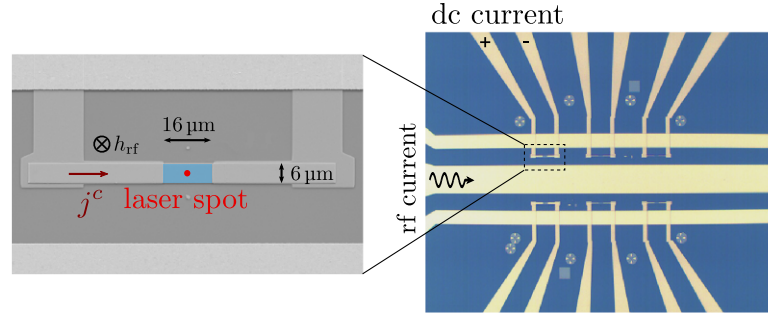 dc current
+ -
16 µm
⊗ h_rf
6 µm
j^c
laser spot
rf current